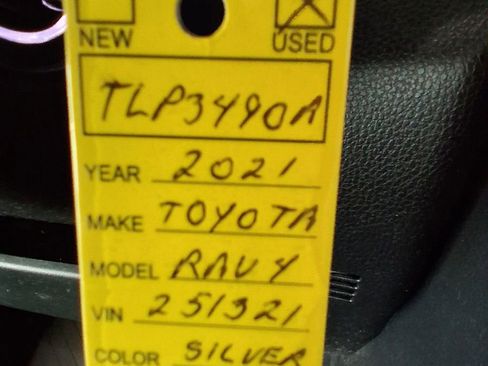 NEW USED
TLP3490A
YEAR 2021
MAKE TOYOTA
MODEL RAV4
VIN 251321
COLOR SILVER